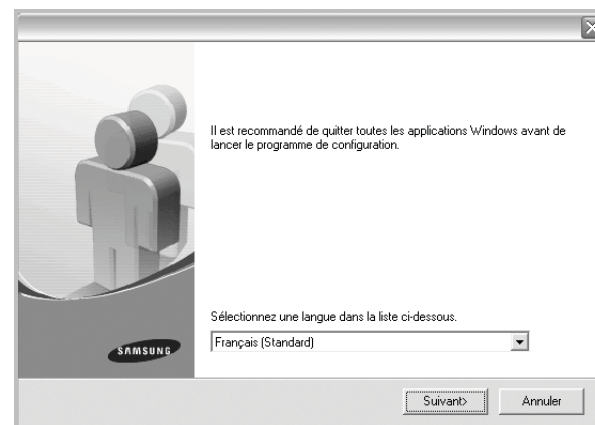 Il est recommandé de quitter toutes les applications Windows avant de
lancer le programme de configuration.
Sélectionnez une langue dans la liste ci-dessous.
Français (Standard)
SAMSUNG
Suivant>
Annuler